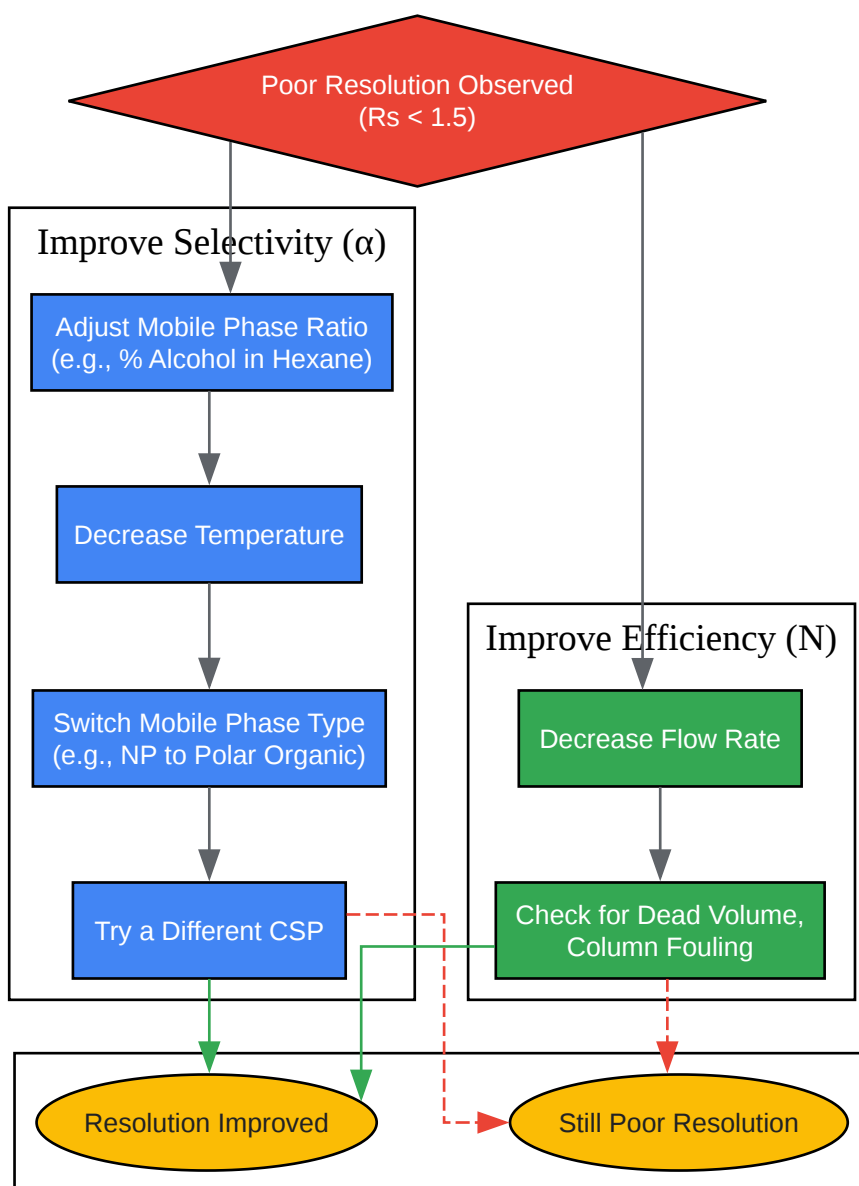 Poor Resolution Observed
(Rs < 1.5)
Improve Selectivity (α)
Adjust Mobile Phase Ratio
(e.g., % Alcohol in Hexane)
Decrease Temperature
Switch Mobile Phase Type
(e.g., NP to Polar Organic)
Try a Different CSP
Improve Efficiency (N)
Decrease Flow Rate
Check for Dead Volume,
Column Fouling
Resolution Improved
Still Poor Resolution